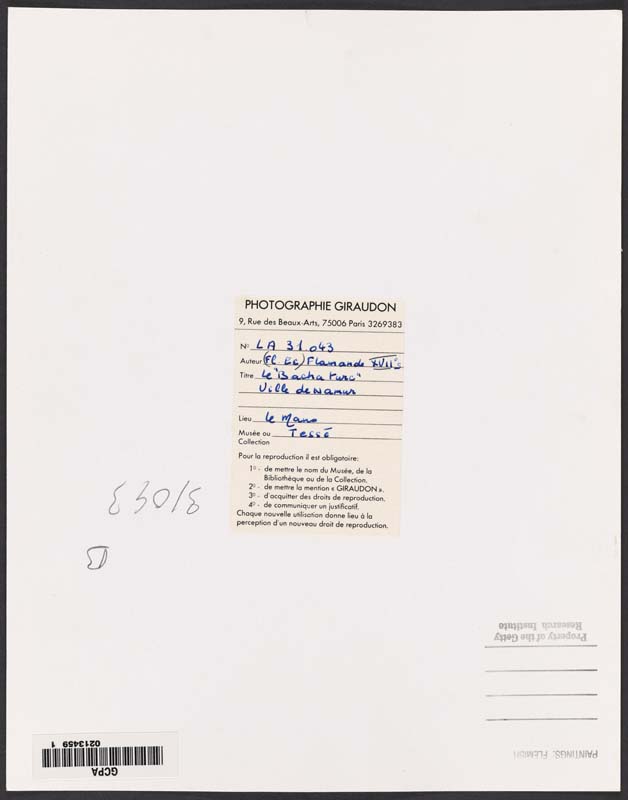 PHOTOGRAPHIE GIRAUDON
9, Rue des Beaux-Arts, 75006 Paris 3269383
N° LA 31 043
Auteur (Fl Ec) Flamande XVII°s
Titre le "Bacha turc"
Ville de Namur
Lieu le Mans
Musée ou Tessé
Collection
Pour la reproduction il est obligatoire:
1° - de mettre le nom du Musée, de la
Bibliothèque ou de la Collection.
2° - de mettre la mention « GIRAUDON ».
3° - d'acquitter des droits de reproduction.
4° - de communiquer un justificatif.
Chaque nouvelle utilisation donne lieu à la
perception d'un nouveau droit de reproduction.
31043
Property of the Getty
Research Institute
PAINTINGS, FLEMISH
GCPA
0213459 1